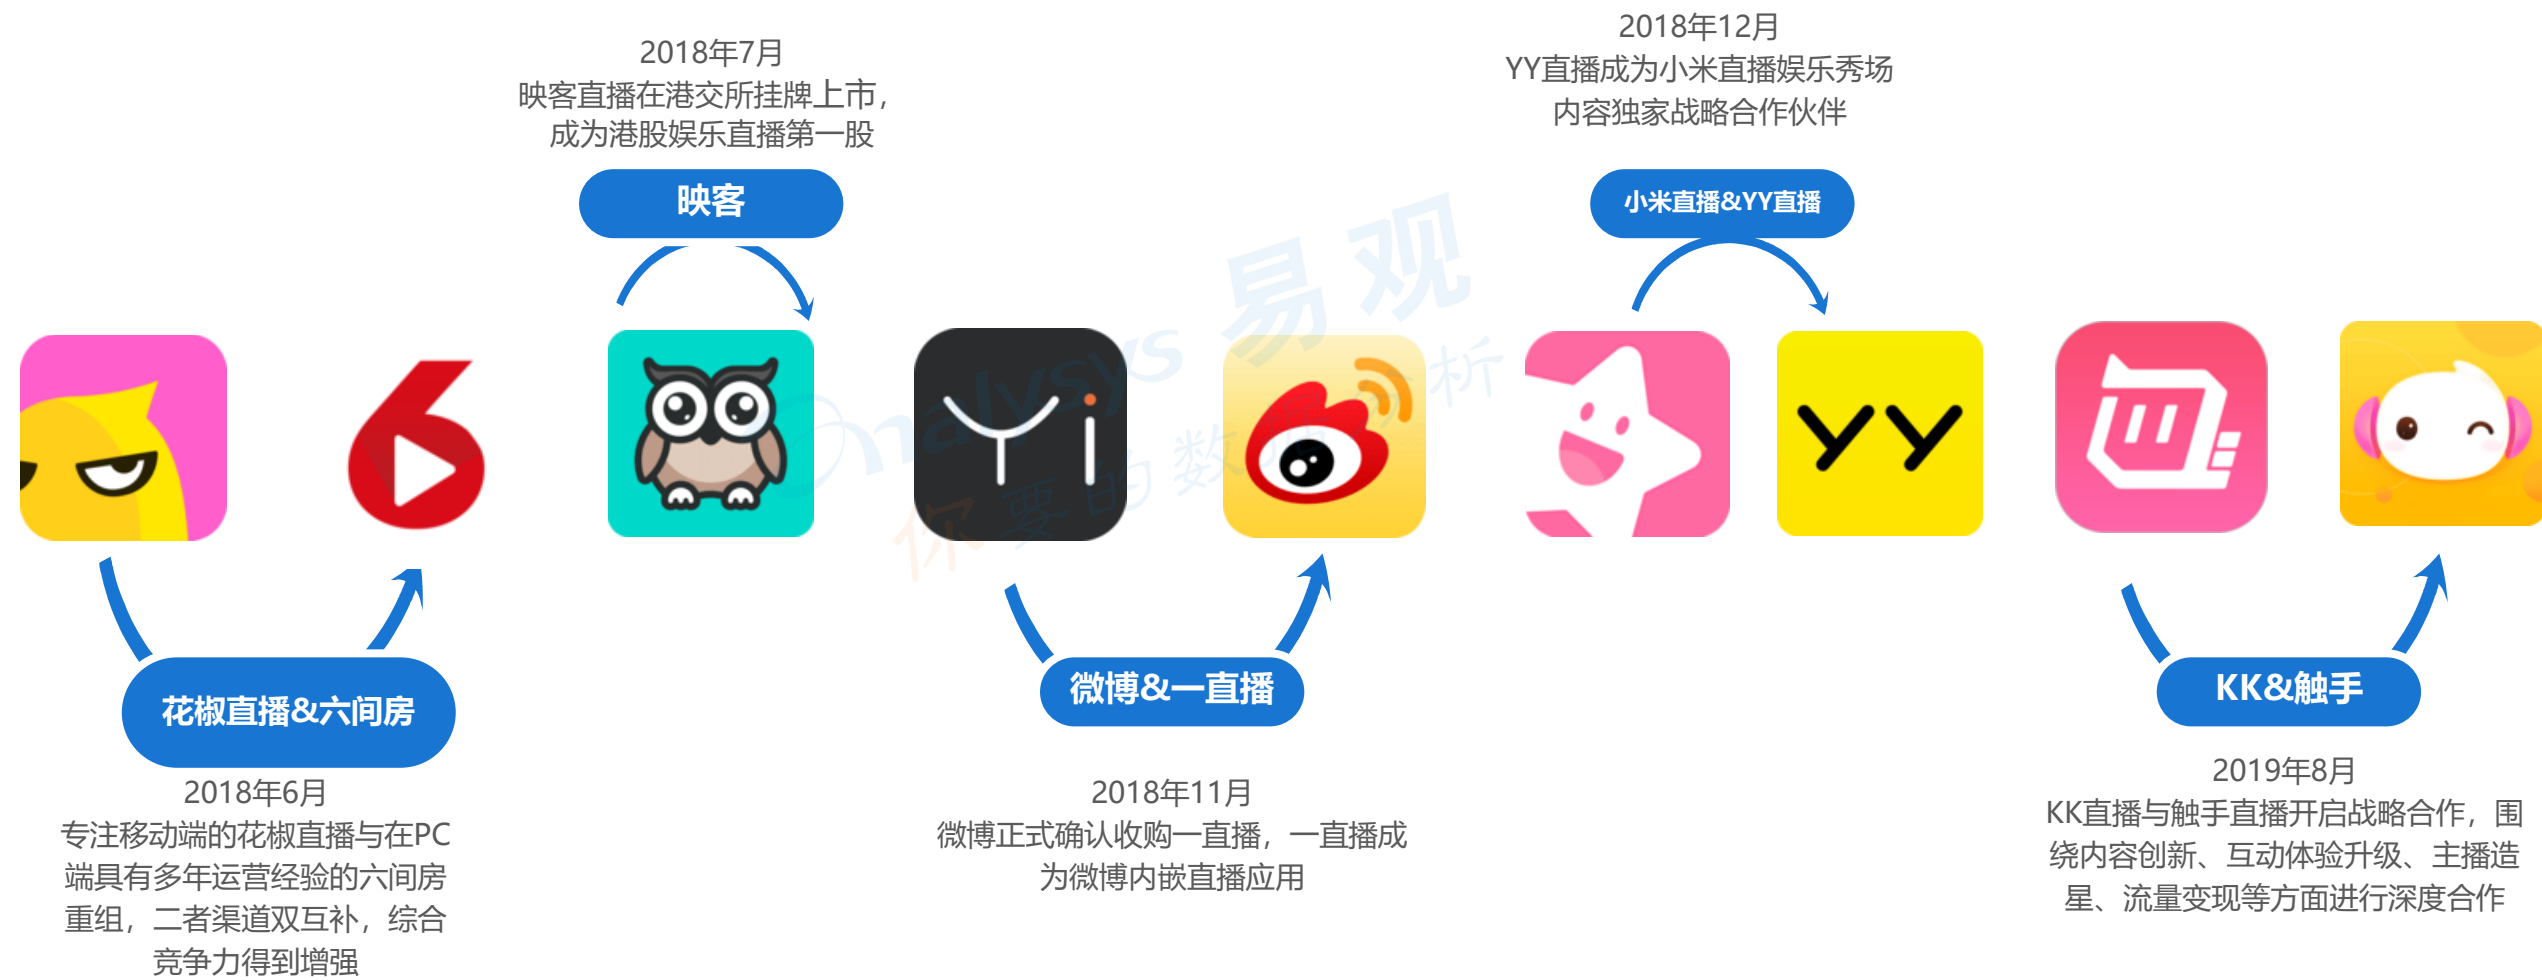 2018年7月
映客直播在港交所挂牌上市，
成为港股娱乐直播第一股
映客
2018年12月
YY直播成为小米直播娱乐秀场
内容独家战略合作伙伴
小米直播&YY直播
6
Yi
YY
花椒直播&六间房
2018年6月
专注移动端的花椒直播与在PC
端具有多年运营经验的六间房
重组，二者渠道双互补，综合
竞争力得到增强
微博&一直播
2018年11月
微博正式确认收购一直播，一直播成
为微博内嵌直播应用
KK&触手
2019年8月
KK直播与触手直播开启战略合作，围
绕内容创新、互动体验升级、主播造
星、流量变现等方面进行深度合作
analysys 易观
你要的数据分析